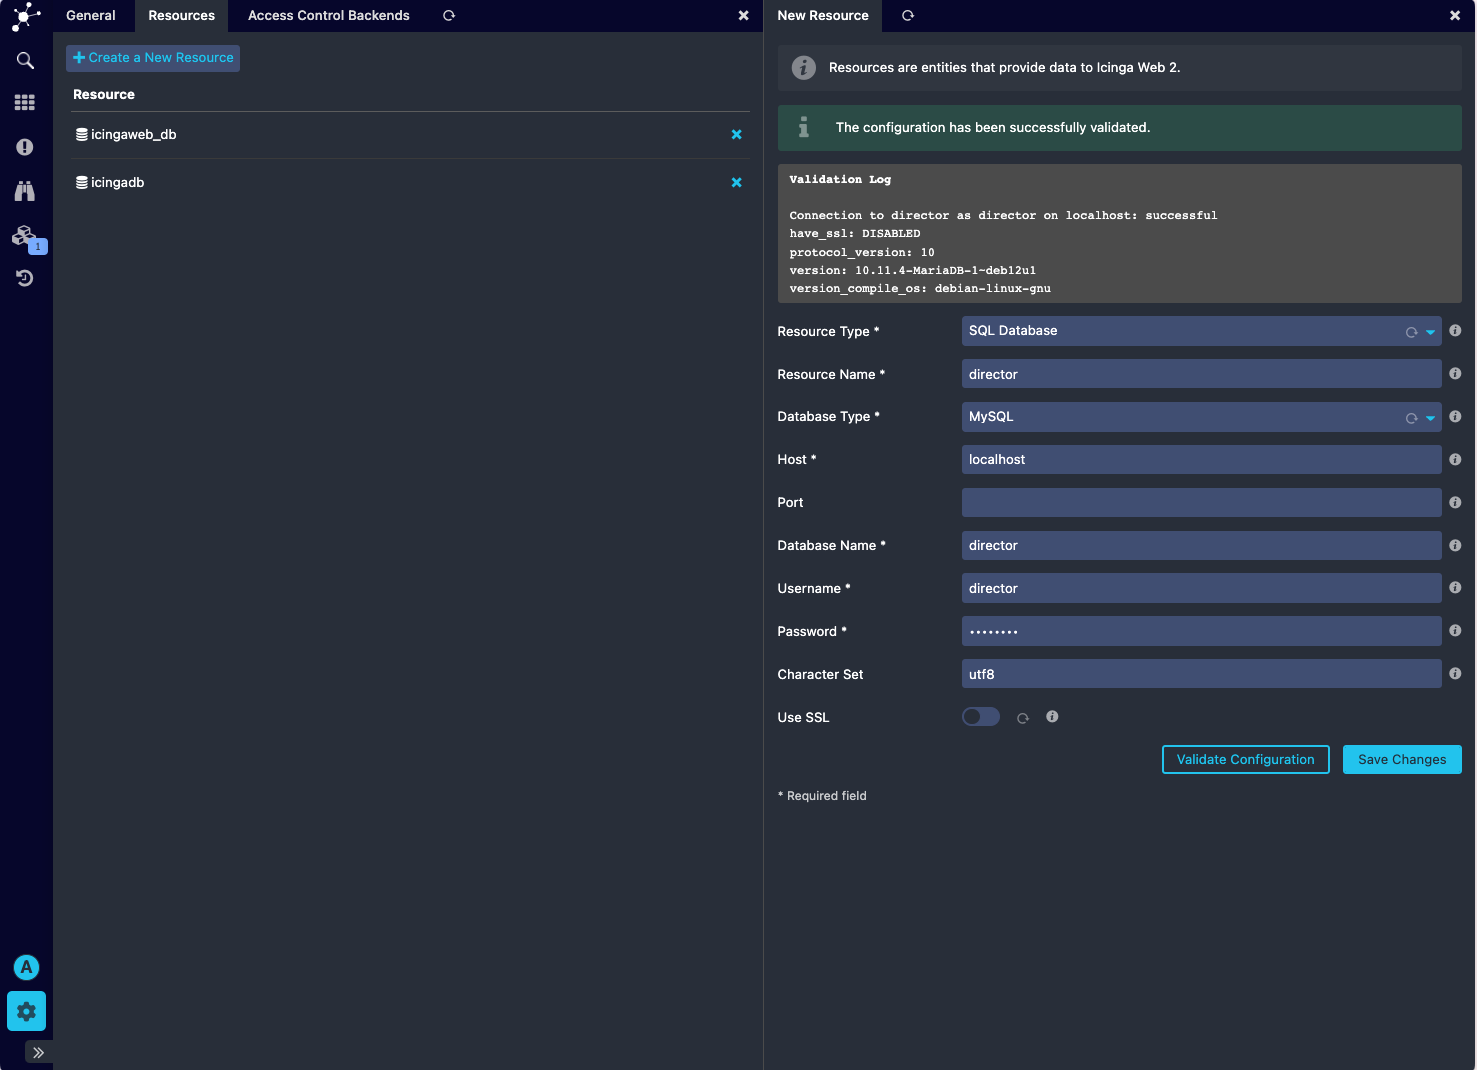 General
Resources
Access Control Backends
Create a New Resource
Resource
icingaweb_db
icingadb
1
A
New Resource
Resources are entities that provide data to Icinga Web 2.
The configuration has been successfully validated.
Validation Log
Connection to director as director on localhost: successful
have_ssl: DISABLED
protocol_version: 10
version: 10.11.4-MariaDB-1~deb12u1
version_compile_os: debian-linux-gnu
Resource Type *
SQL Database
Resource Name *
director
Database Type *
MySQL
Host *
localhost
Port
Database Name *
director
Username *
director
Password *
••••••••
Character Set
utf8
Use SSL
Validate Configuration
Save Changes
* Required field